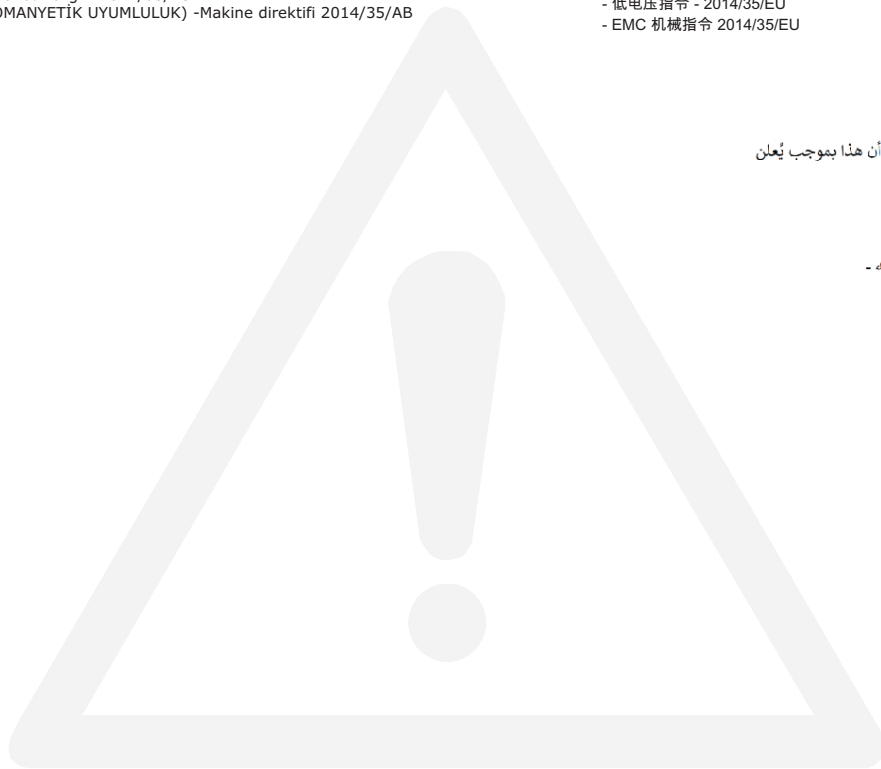 OMANYETİK UYUMLULUK) -Makine direktifi 2014/35/AB
- 低电压指令 - 2014/35/EU
- EMC 机械指令 2014/35/EU
أن هذا بموجب يُعلن